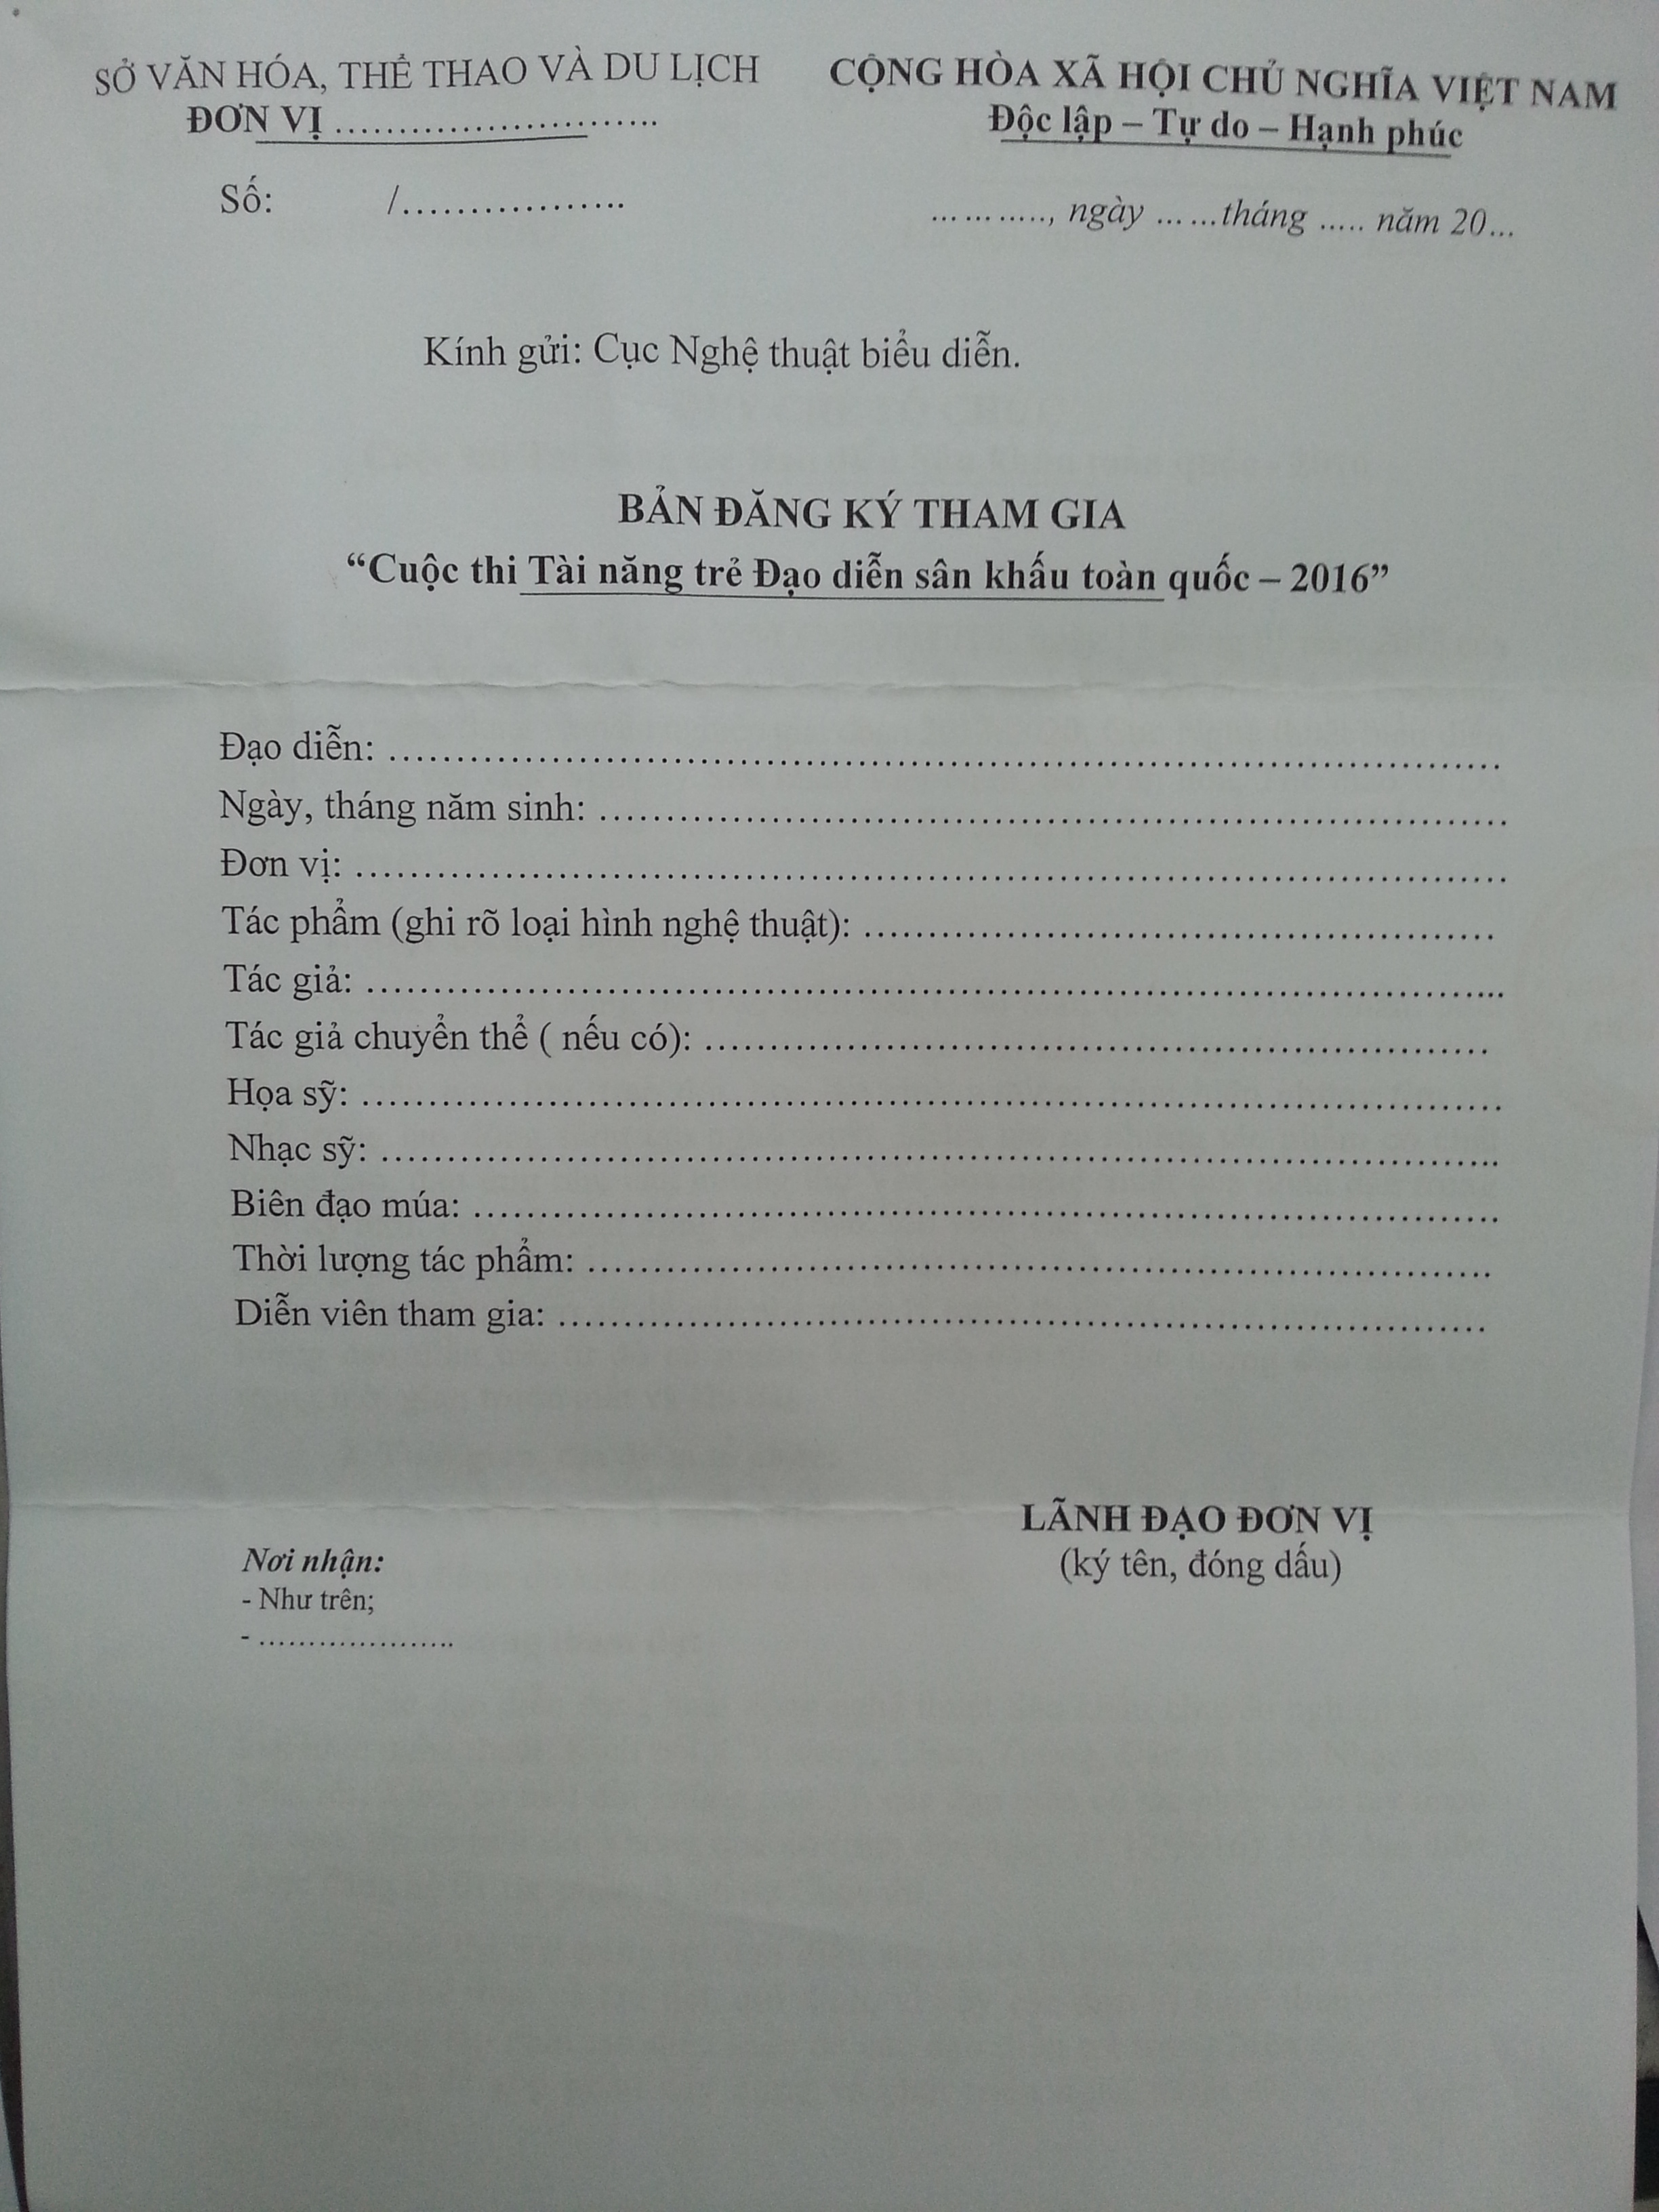 SỞ VĂN HÓA, THỂ THAO VÀ DU LỊCH
ĐƠN VỊ ..............................
Số: /....................
CỘNG HÒA XÃ HỘI CHỦ NGHĨA VIỆT NAM
Độc lập – Tự do – Hạnh phúc
... ... ....., ngày ... ...tháng ..... năm 20...
Kính gửi: Cục Nghệ thuật biểu diễn.
BẢN ĐĂNG KÝ THAM GIA
“Cuộc thi Tài năng trẻ Đạo diễn sân khấu toàn quốc – 2016”
Đạo diễn: ................................................................................
Ngày, tháng năm sinh: ................................................................
Đơn vị: ................................................................................
Tác phẩm (ghi rõ loại hình nghệ thuật): ..............................................
Tác giả: ................................................................................
Tác giả chuyển thể ( nếu có): ........................................................
Họa sỹ: ................................................................................
Nhạc sỹ: ................................................................................
Biên đạo múa: ........................................................................
Thời lượng tác phẩm: ................................................................
Diễn viên tham gia: ..................................................................
LÃNH ĐẠO ĐƠN VỊ
(ký tên, đóng dấu)
Nơi nhận:
- Như trên;
- ........................